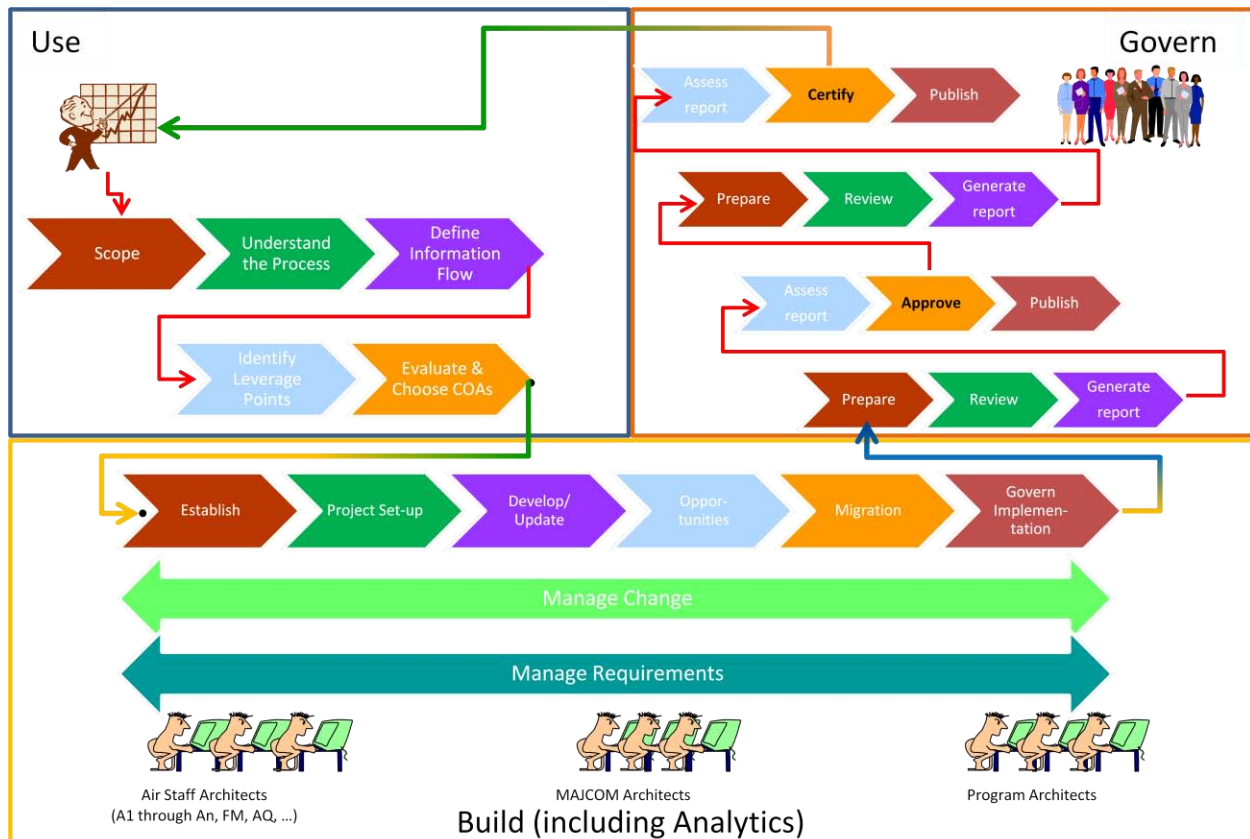 Use
Scope
Understand
the Process
Define
Information
Flow
Identify
Leverage
Points
Evaluate &
Choose COAs
Govern
Assess
report
Certify
Publish
Prepare
Review
Generate
report
Assess
report
Approve
Publish
Prepare
Review
Generate
report
Establish
Project Set-up
Develop/
Update
Oppor-
tunities
Migration
Govern
Implemen-
tation
Manage Change
Manage Requirements
Air Staff Architects
(A1 through An, FM, AQ, …)
MAJCOM Architects
Program Architects
Build (including Analytics)